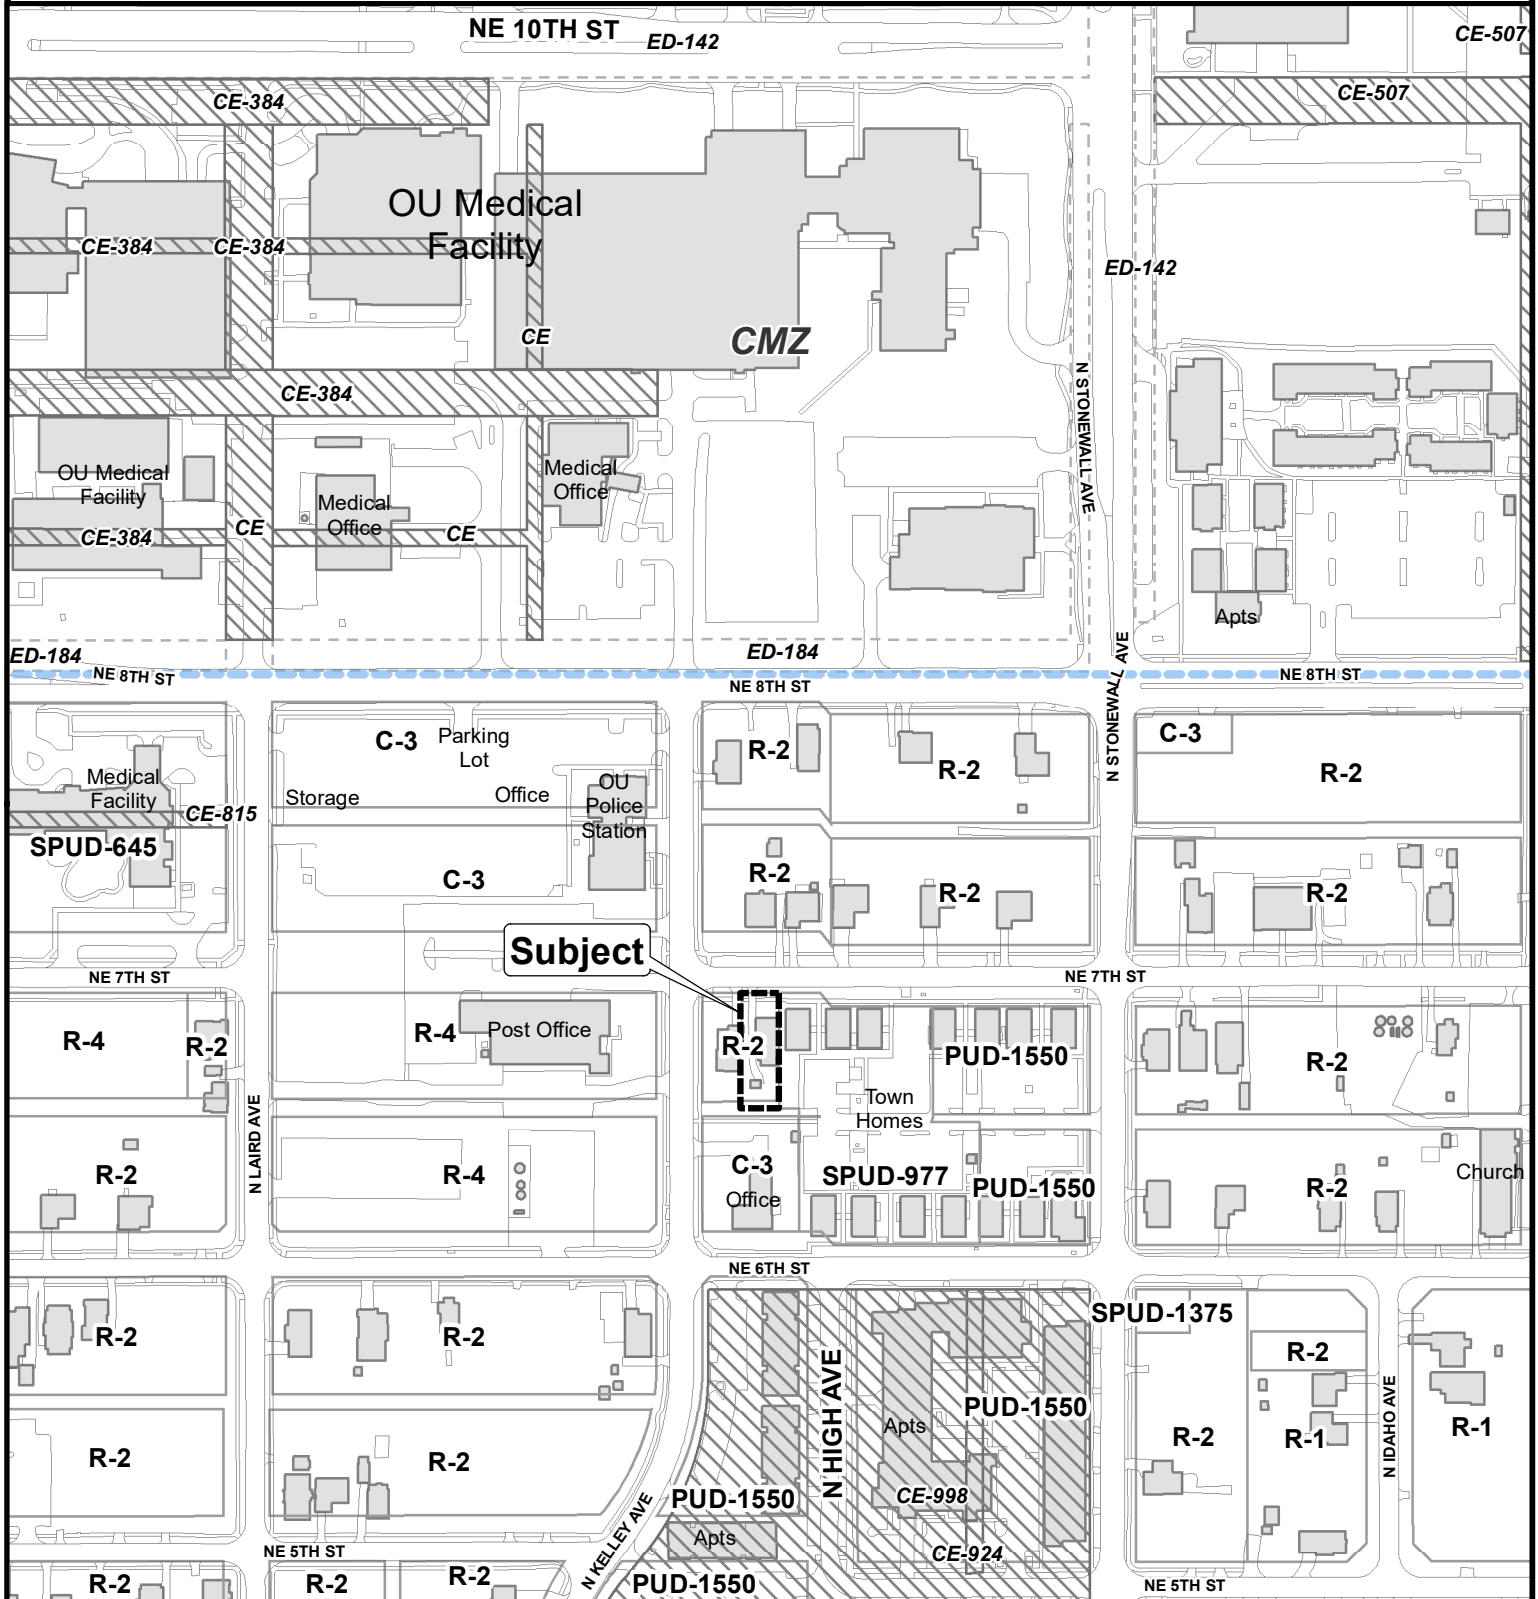 NE 10TH ST
ED-142
CE-507
CE-384
CE-507
OU Medical
Facility
CE-384
CE-384
ED-142
CE
CMZ
CE-384
N STONEWALL AVE
OU Medical
Facility
Medical
Office
Medical
Office
CE-384
CE
CE
Apts
ED-184
ED-184
NE 8TH ST
NE 8TH ST
NE 8TH ST
N STONEWALL AVE
C-3
Parking
Lot
R-2
R-2
C-3
R-2
Medical
Facility
Storage
Office
OU
Police
Station
CE-815
SPUD-645
C-3
R-2
R-2
R-2
Subject
NE 7TH ST
NE 7TH ST
R-4
R-2
R-4
Post Office
R-2
PUD-1550
R-2
Town
Homes
N LAIRD AVE
R-2
R-4
C-3
Office
SPUD-977
PUD-1550
R-2
Church
NE 6TH ST
R-2
R-2
SPUD-1375
R-2
N HIGH AVE
PUD-1550
Apts
R-2
R-1
N IDAHO AVE
R-1
R-2
R-2
PUD-1550
CE-998
N KELLEY AVE
Apts
CE-924
NE 5TH ST
R-2
R-2
R-2
PUD-1550
NE 5TH ST